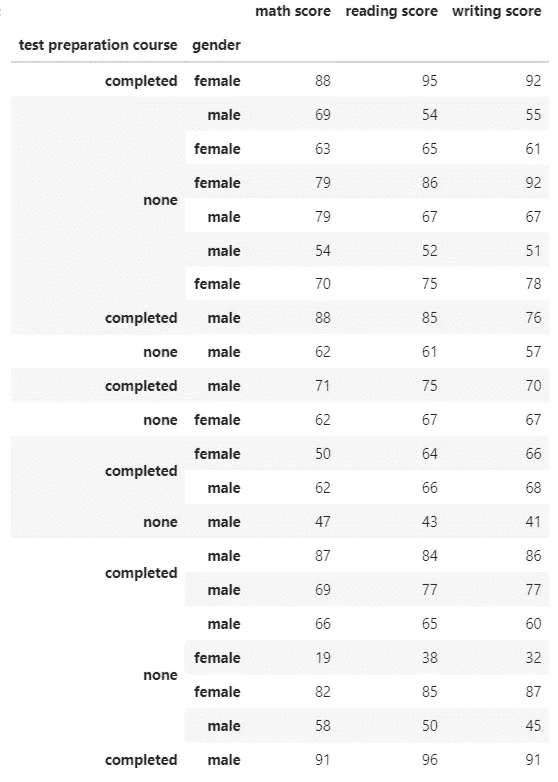 math score reading score writing score
test preparation course gender
completed female 88 95 92
male 69 54 55
female 63 65 61
female 79 86 92
none
male 79 67 67
male 54 52 51
female 70 75 78
completed male 88 85 76
none male 62 61 57
completed male 71 75 70
none female 62 67 67
female 50 64 66
completed
male 62 66 68
none male 47 43 41
male 87 84 86
completed
male 69 77 77
male 66 65 60
female 19 38 32
none
female 82 85 87
male 58 50 45
completed male 91 96 91